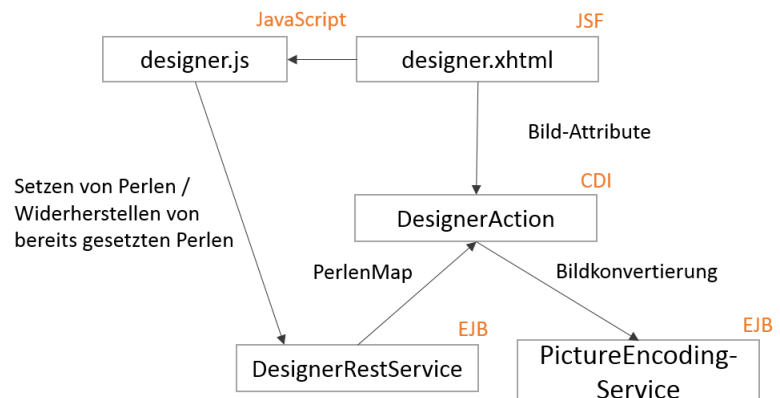 JavaScript
JSF
designer.js
designer.xhtml
Bild-Attribute
Setzen von Perlen /
Widerherstellen von
bereits gesetzten Perlen
CDI
DesignerAction
PerlenMap
Bildkonvertierung
EJB
DesignerRestService
EJB
PictureEncoding-
Service